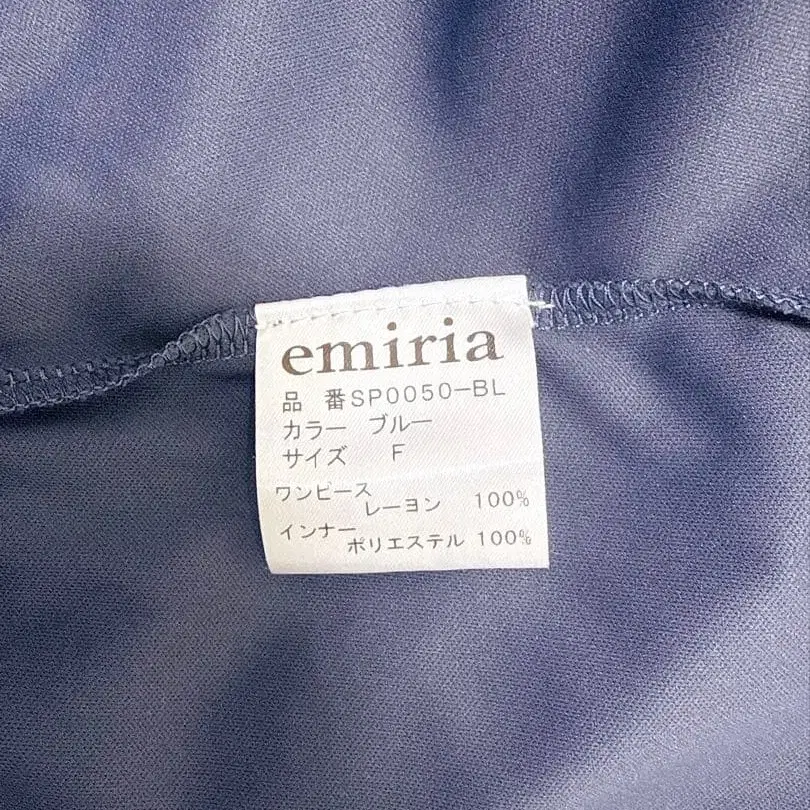 emiria
品 番SP0050-BL
カラー ブルー
サイズ F
ワンピース
レーヨン 100%
インナー
ポリエステル 100%